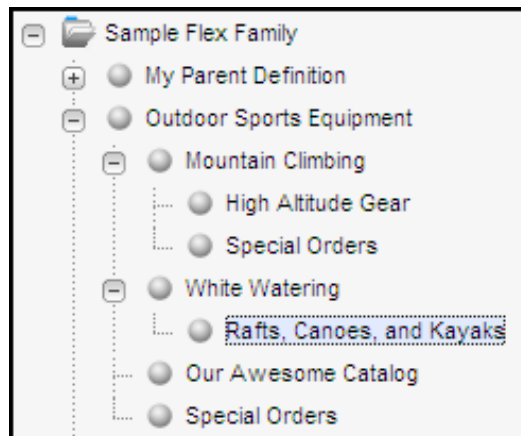 Sample Flex Family
My Parent Definition
Outdoor Sports Equipment
Mountain Climbing
High Altitude Gear
Special Orders
White Watering
Rafts, Canoes, and Kayaks
Our Awesome Catalog
Special Orders